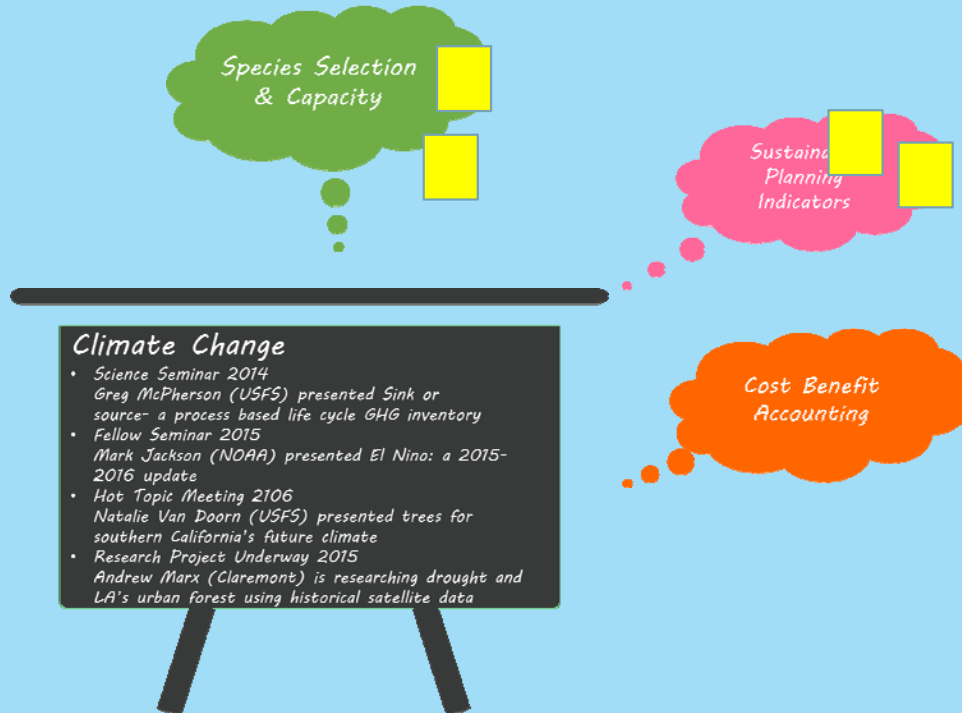 Species Selection
& Capacity
Planning
Indicators
Cost Benefit
Accounting
Climate Change
• Science Seminar 2014
Greg McPherson (USFS) presented Sink or
source- a process based life cycle GHG inventory
• Fellow Seminar 2015
Mark Jackson (NOAA) presented El Nino: a 2015-
2016 update
• Hot Topic Meeting 2106
Natalie Van Doorn (USFS) presented trees for
southern California's future climate
• Research Project Underway 2015
Andrew Marx (Claremont) is researching drought and
LA's urban forest using historical satellite data